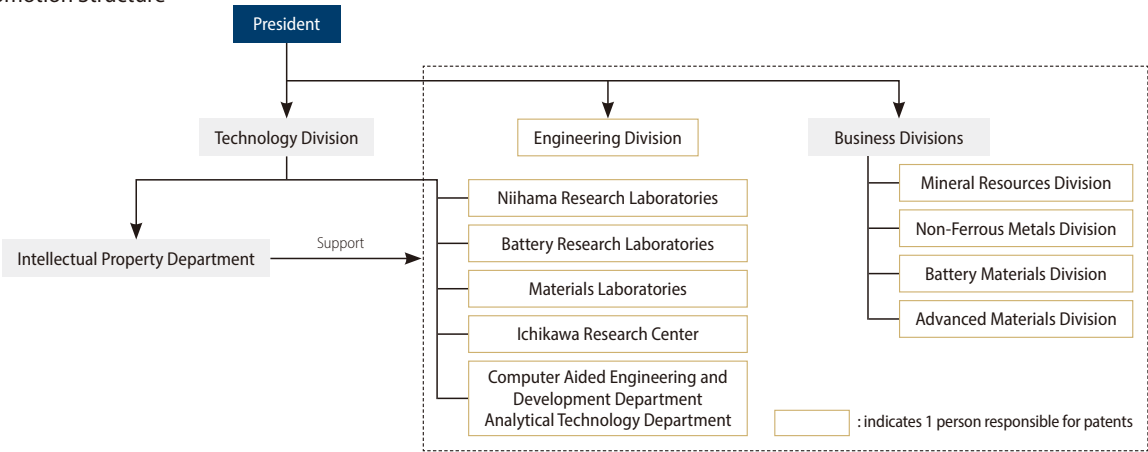 President
Technology Division
Engineering Division
Business Divisions
Intellectual Property Department
Support
Niihama Research Laboratories
Battery Research Laboratories
Materials Laboratories
Ichikawa Research Center
Computer Aided Engineering and
Development Department
Analytical Technology Department
Mineral Resources Division
Non-Ferrous Metals Division
Battery Materials Division
Advanced Materials Division
: indicates 1 person responsible for patents